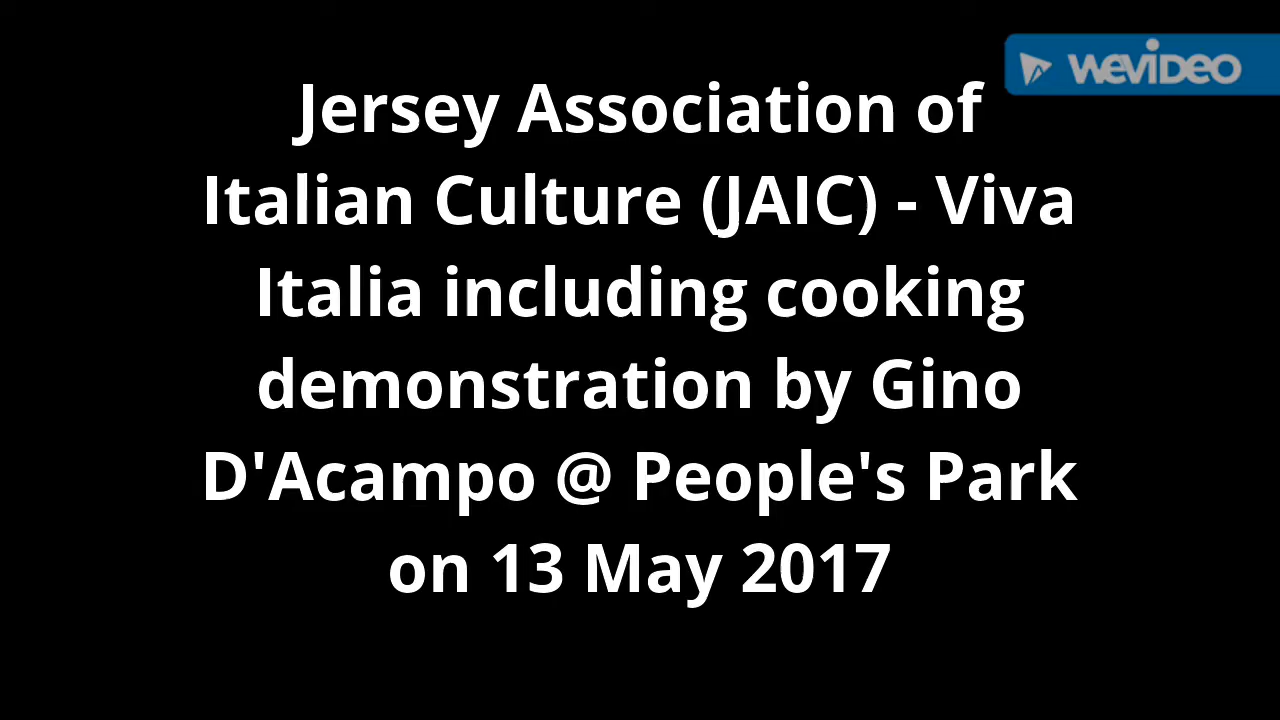 WEVIDEO
Jersey Association of
Italian Culture (JAIC) - Viva
Italia including cooking
demonstration by Gino
D'Acampo @ People's Park
on 13 May 2017